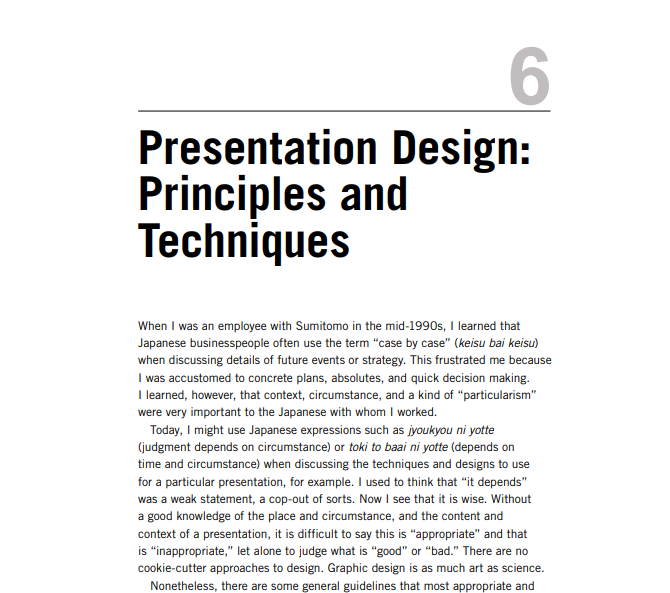 6
Presentation Design:
Principles and
Techniques
When I was an employee with Sumitomo in the mid-1990s, I learned that
Japanese businesspeople often use the term “case by case” (keisu bai keisu)
when discussing details of future events or strategy. This frustrated me because
I was accustomed to concrete plans, absolutes, and quick decision making.
I learned, however, that context, circumstance, and a kind of “particularism”
were very important to the Japanese with whom I worked.
Today, I might use Japanese expressions such as jyoukyou ni yotte
(judgment depends on circumstance) or toki to baai ni yotte (depends on
time and circumstance) when discussing the techniques and designs to use
for a particular presentation, for example. I used to think that “it depends”
was a weak statement, a cop-out of sorts. Now I see that it is wise. Without
a good knowledge of the place and circumstance, and the content and
context of a presentation, it is difficult to say this is “appropriate” and that
is “inappropriate,” let alone to judge what is “good” or “bad.” There are no
cookie-cutter approaches to design. Graphic design is as much art as science.
Nonetheless, there are some general guidelines that most appropriate and